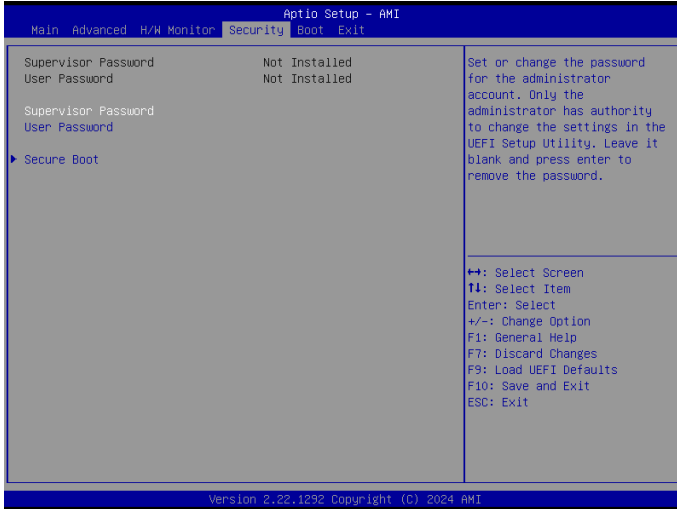 Aptio Setup - AMI
Main Advanced H/W Monitor Security Boot Exit
Supervisor Password Not Installed
User Password Not Installed
Supervisor Password
User Password
Secure Boot
Set or change the password
for the administrator
account. Only the
administrator has authority
to change the settings in the
UEFI Setup Utility. Leave it
blank and press enter to
remove the password.
↔: Select Screen
↑↓: Select Item
Enter: Select
+/-: Change Option
F1: General Help
F7: Discard Changes
F9: Load UEFI Defaults
F10: Save and Exit
ESC: Exit
Version 2.22.1292 Copyright (C) 2024 AMI